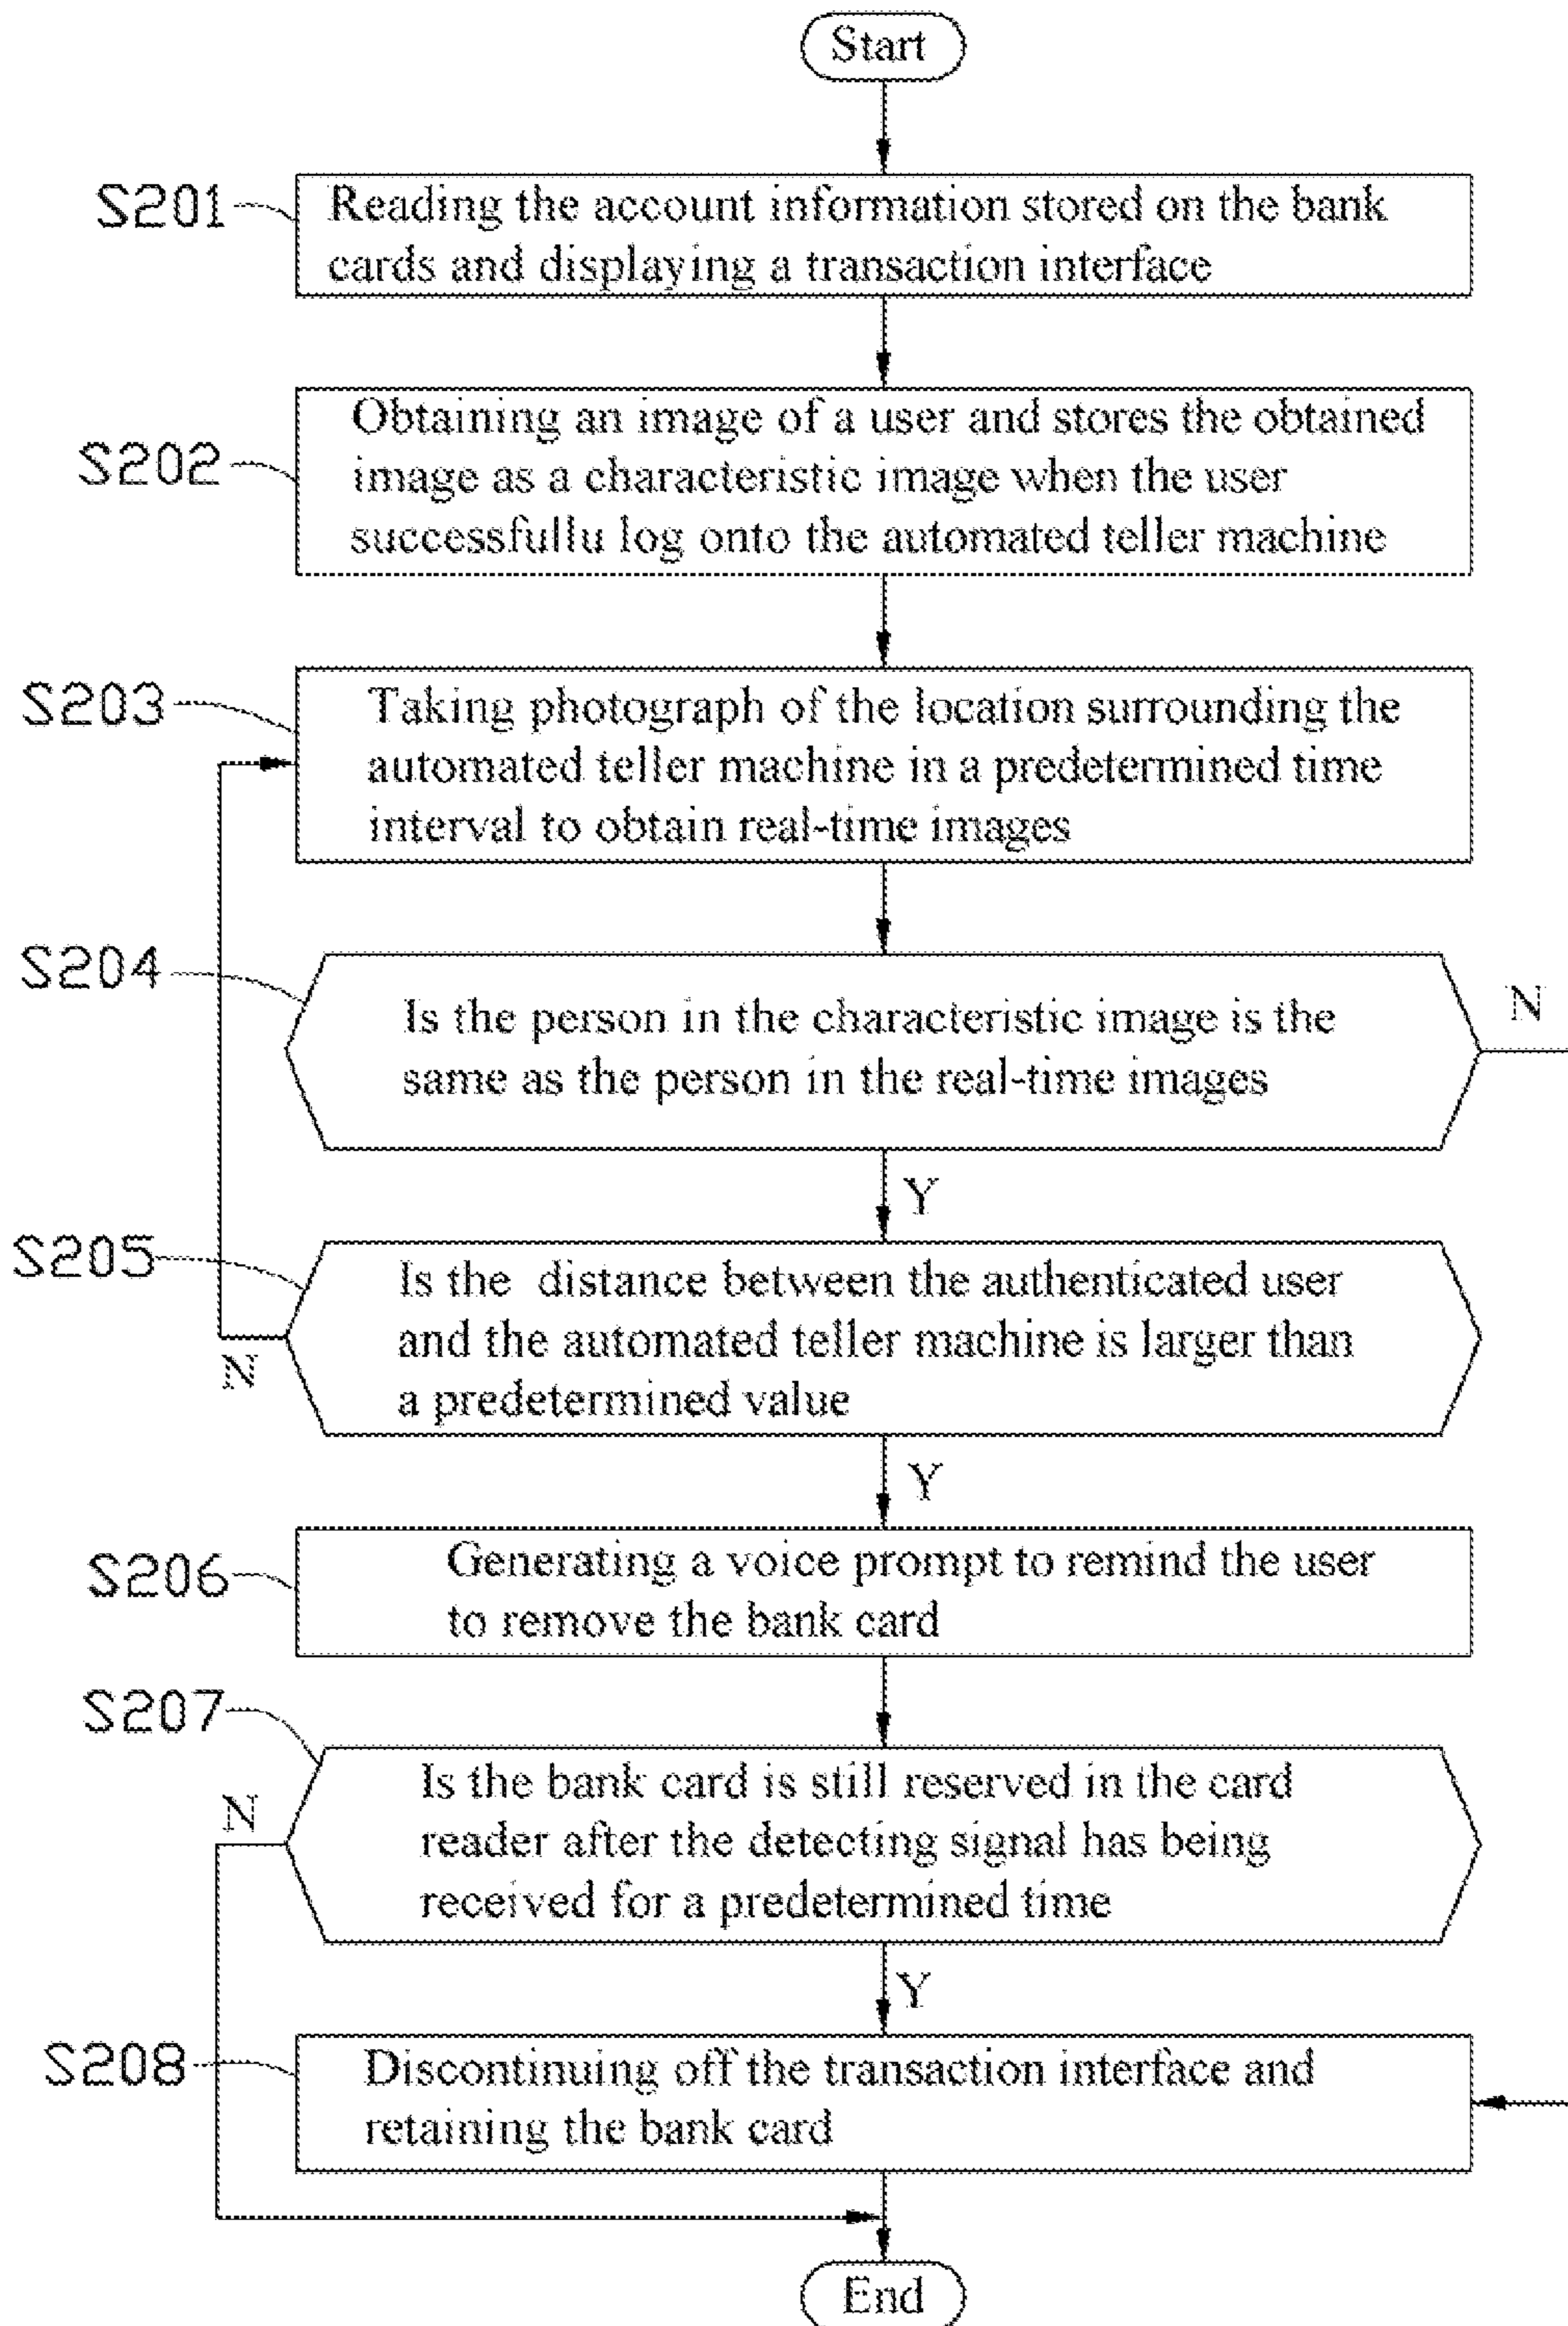 Start
S201
Reading the account information stored on the bank
cards and displaying a transaction interface
S202
Obtaining an image of a user and stores the obtained
image as a characteristic image when the user
successfullu log onto the automated teller machine
S203
Taking photograph of the location surrounding the
automated teller machine in a predetermined time
interval to obtain real-time images
S204
Is the person in the characteristic image is the
same as the person in the real-time images
N
Y
S205
Is the distance between the authenticated user
and the automated teller machine is larger than
a predetermined value
N
Y
S206
Generating a voice prompt to remind the user
to remove the bank card
S207
Is the bank card is still reserved in the card
reader after the detecting signal has being
received for a predetermined time
N
Y
S208
Discontinuing off the transaction interface and
retaining the bank card
End